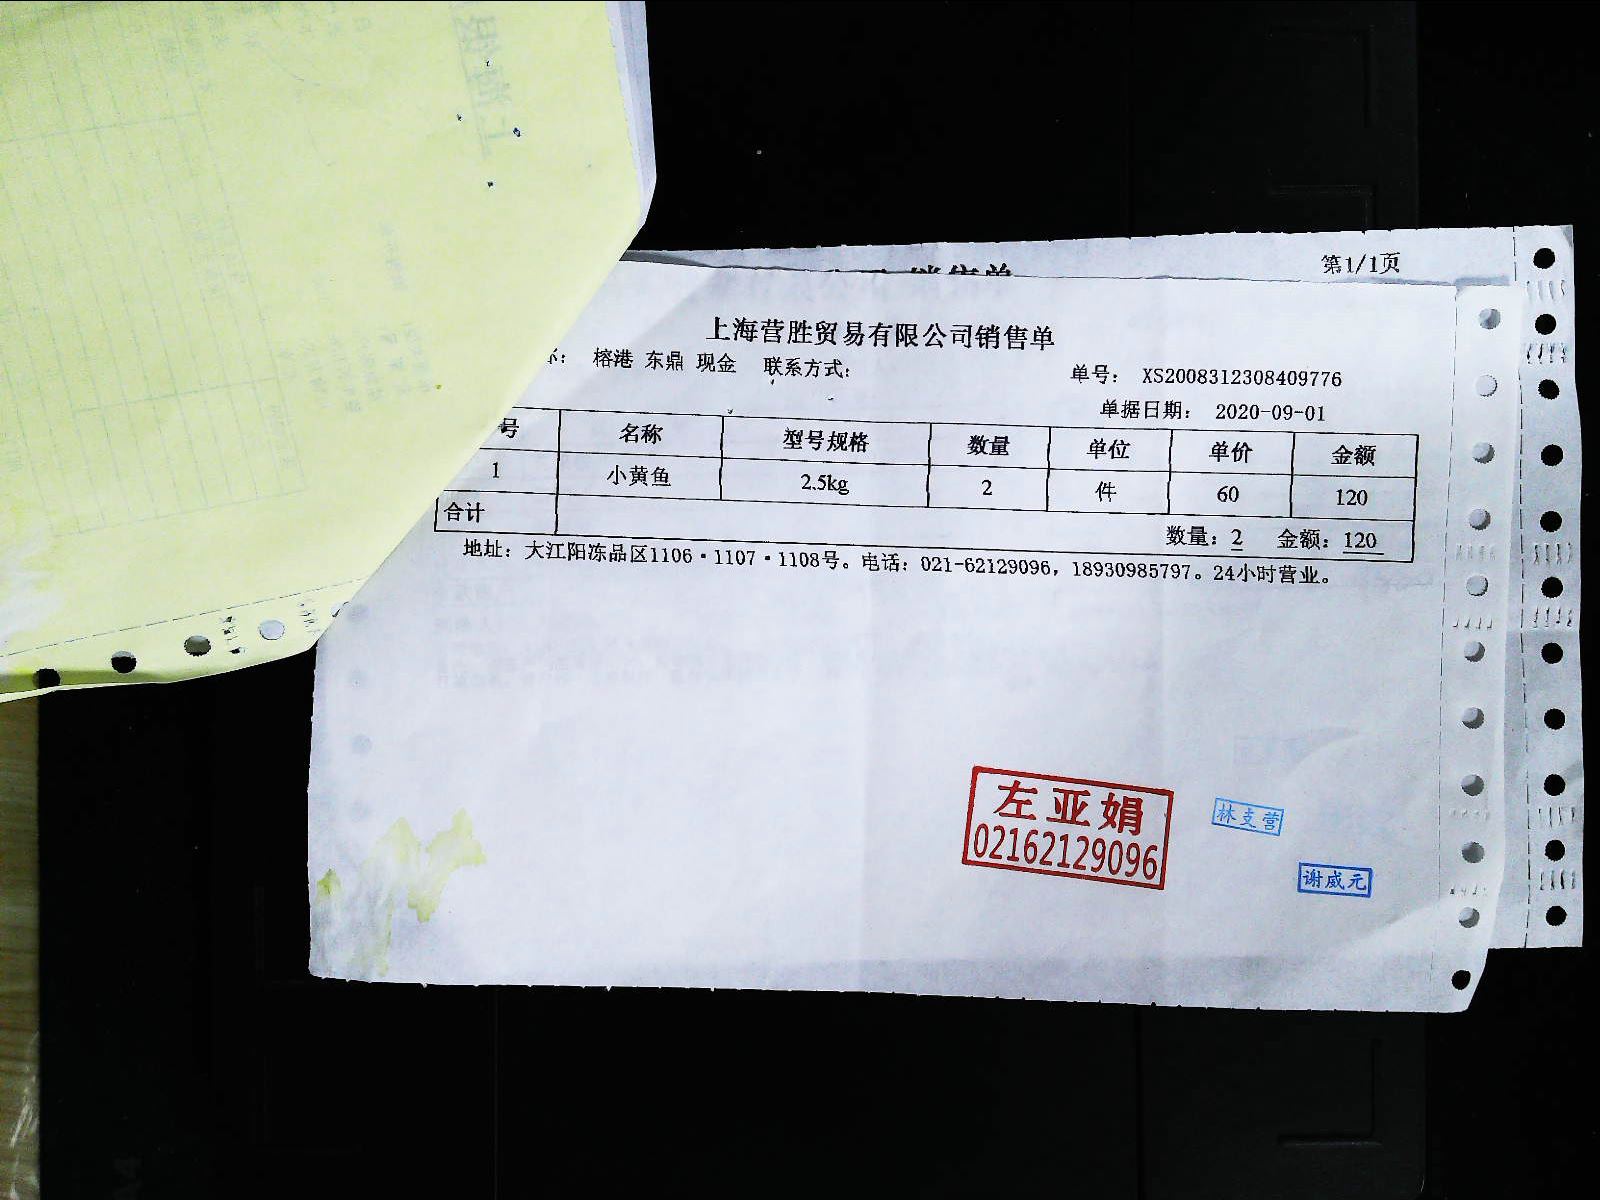 第1/1页
上海营胜贸易有限公司销售单
榕港 东鼎 现金 联系方式: 单号: XS2008312308409776
单据日期: 2020-09-01
号 名称 型号规格 数量 单位 单价 金额
1 小黄鱼 2.5kg 2 件 60 120
合计 数量: 2 金额: 120
地址: 大江阳冻品区1106·1107·1108号。电话: 021-62129096, 18930985797。24小时营业。
左亚娟
02162129096
林支营
谢威元